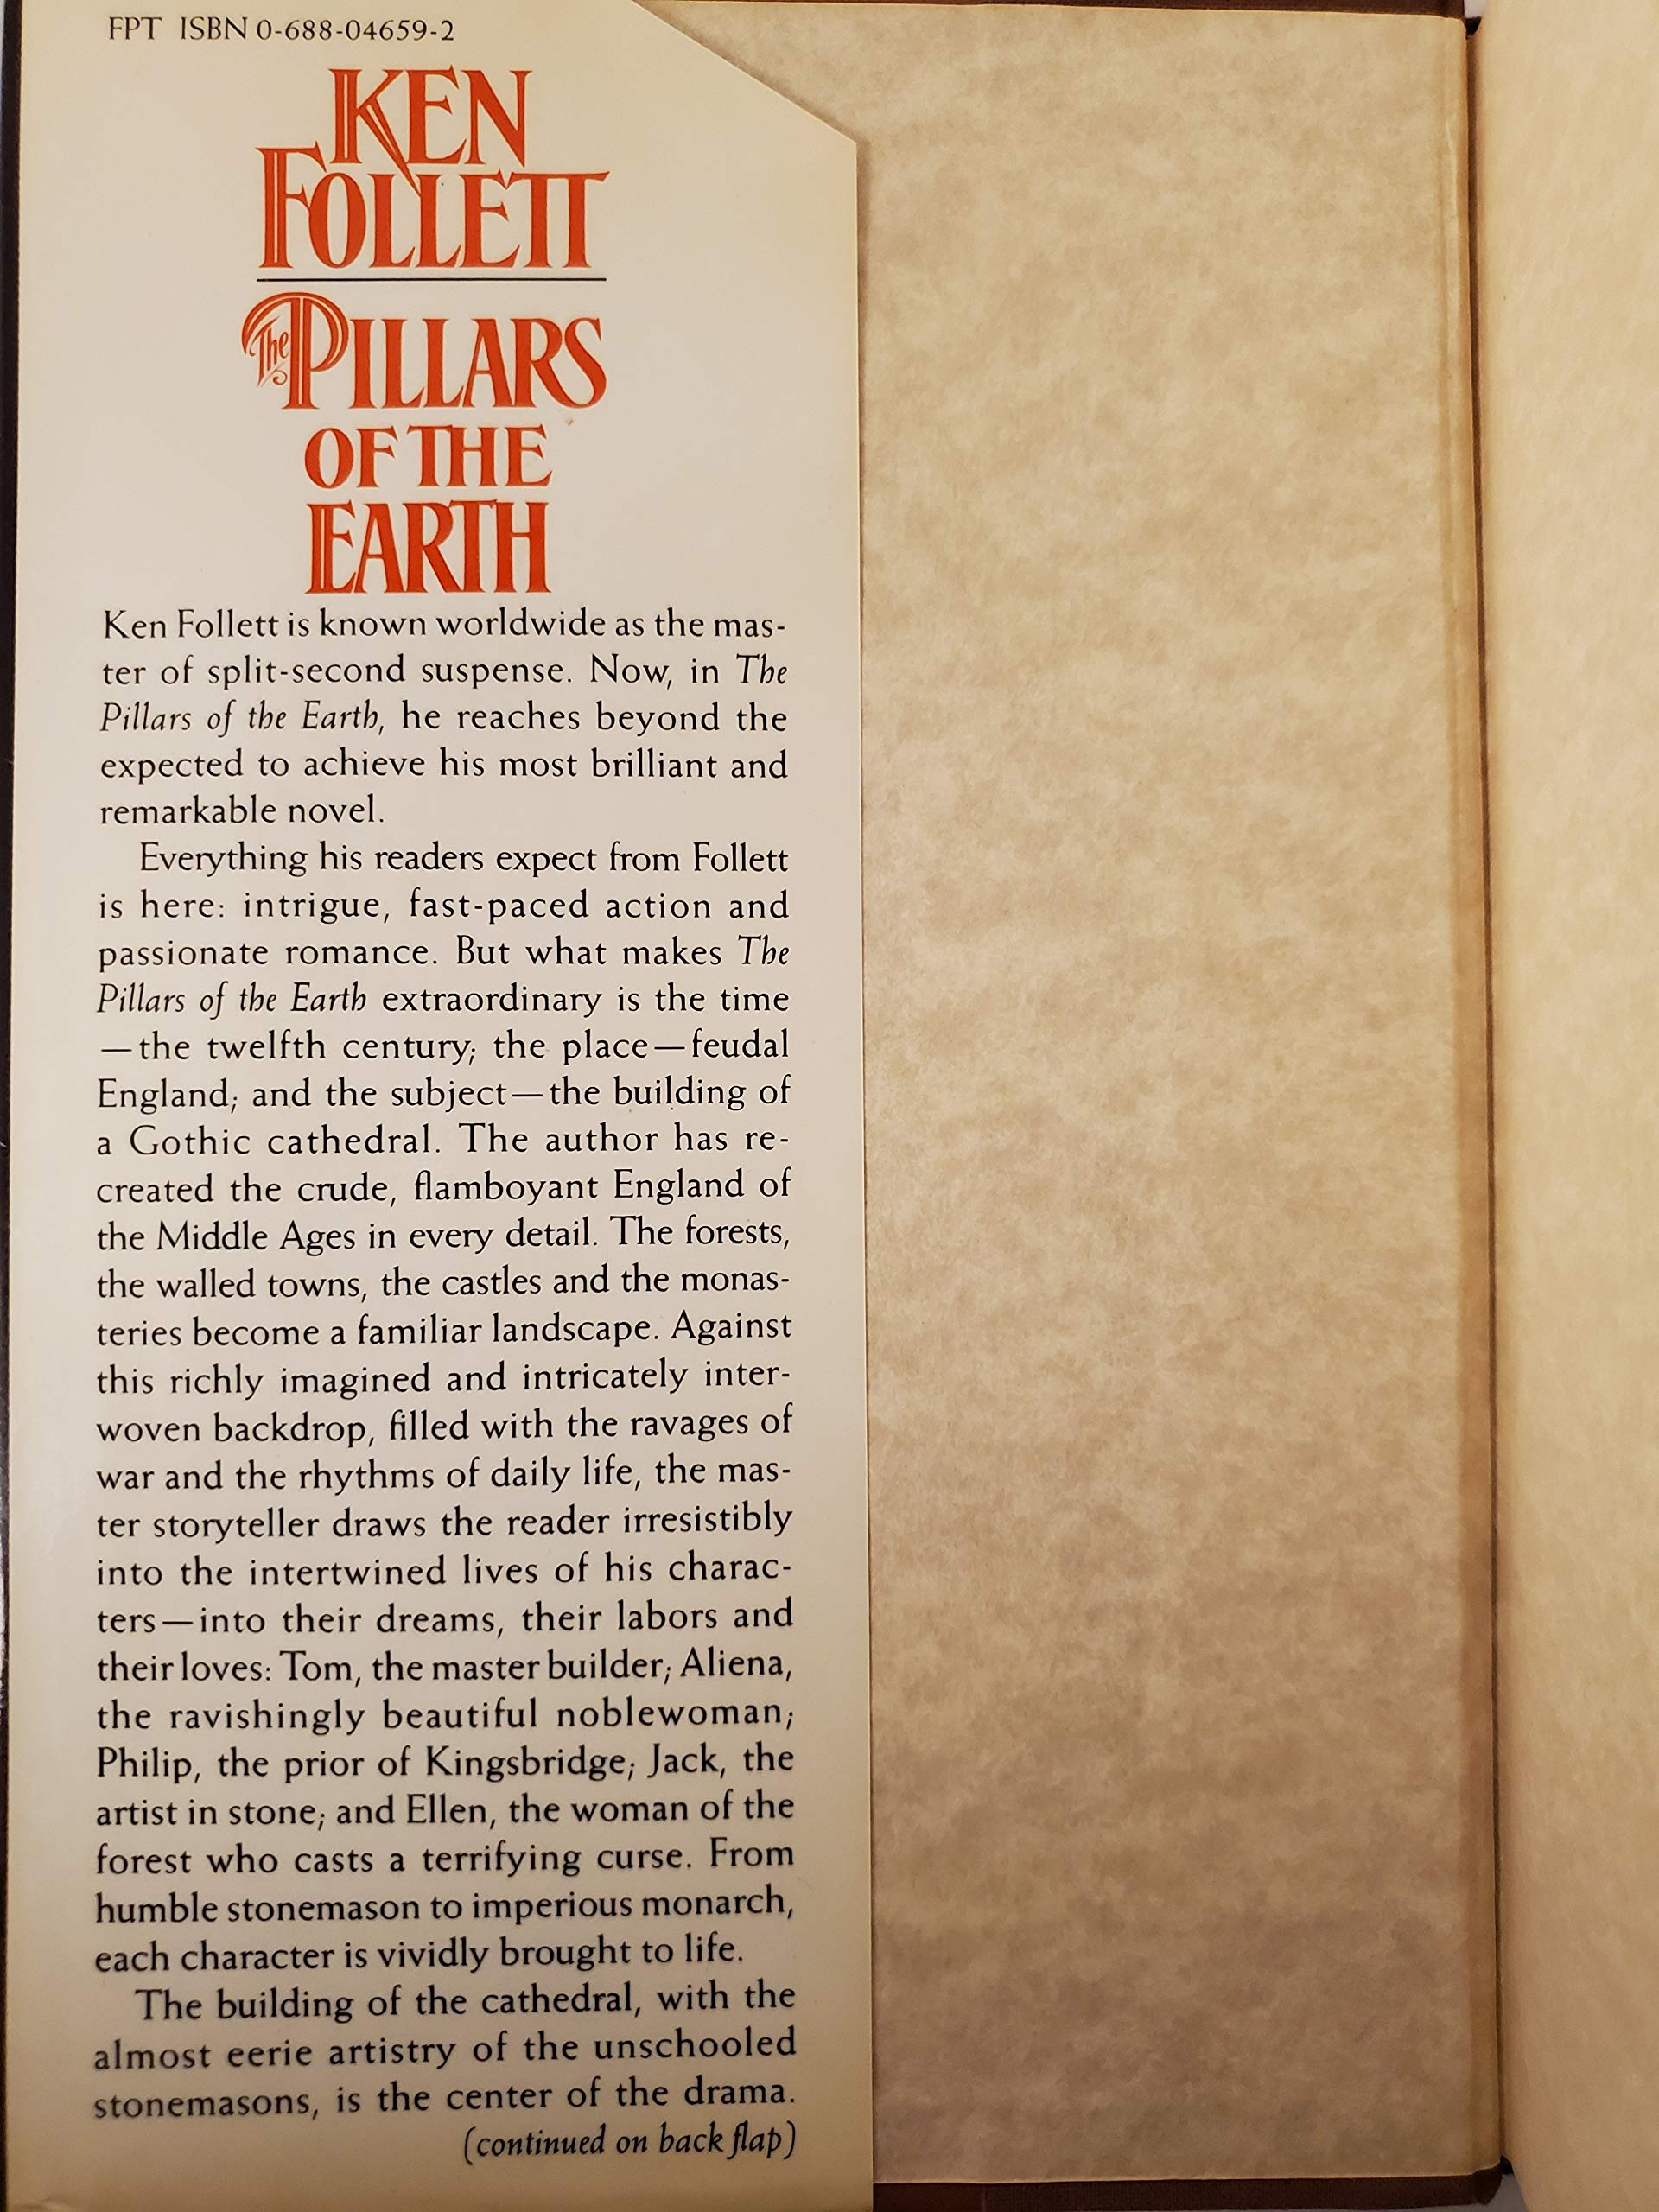 FPT ISBN 0-688-04659-2
KEN
FOLLETT
The PILLARS
OF THE
EARTH
Ken Follett is known worldwide as the mas-
ter of split-second suspense. Now, in The
Pillars of the Earth, he reaches beyond the
expected to achieve his most brilliant and
remarkable novel.
Everything his readers expect from Follett
is here: intrigue, fast-paced action and
passionate romance. But what makes The
Pillars of the Earth extraordinary is the time
—the twelfth century; the place—feudal
England; and the subject—the building of
a Gothic cathedral. The author has re-
created the crude, flamboyant England of
the Middle Ages in every detail. The forests,
the walled towns, the castles and the monas-
teries become a familiar landscape. Against
this richly imagined and intricately inter-
woven backdrop, filled with the ravages of
war and the rhythms of daily life, the mas-
ter storyteller draws the reader irresistibly
into the intertwined lives of his charac-
ters—into their dreams, their labors and
their loves: Tom, the master builder; Aliena,
the ravishingly beautiful noblewoman;
Philip, the prior of Kingsbridge; Jack, the
artist in stone; and Ellen, the woman of the
forest who casts a terrifying curse. From
humble stonemason to imperious monarch,
each character is vividly brought to life.
The building of the cathedral, with the
almost eerie artistry of the unschooled
stonemasons, is the center of the drama.
(continued on back flap)